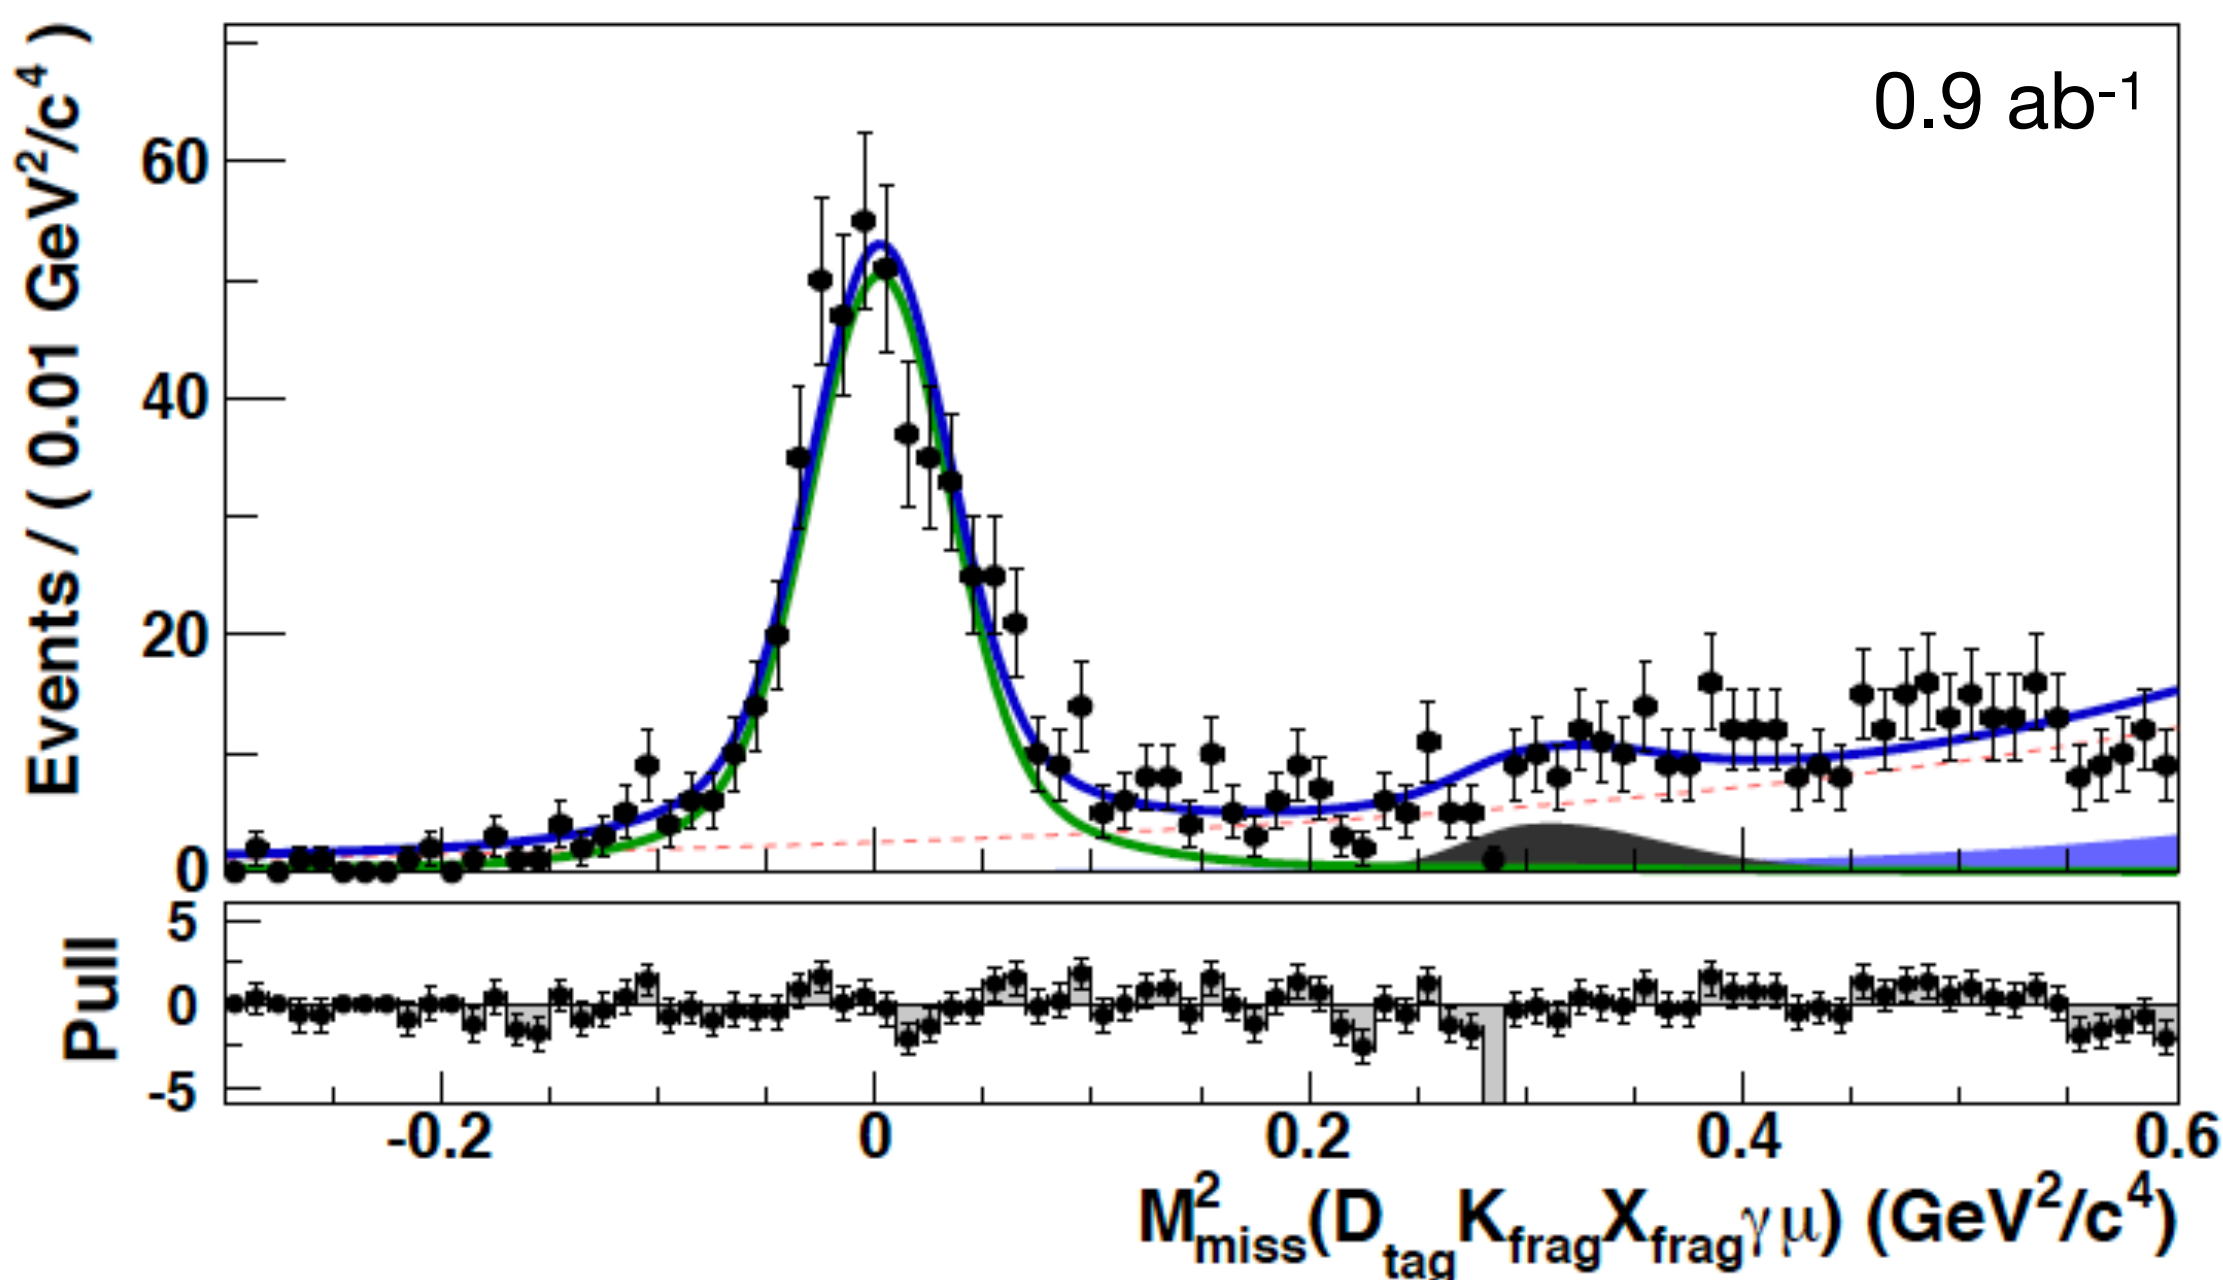 Events / ( 0.01 GeV²/c⁴ )
0.9 ab⁻¹
60
40
20
0
Pull
5
0
-5
-0.2 0 0.2 0.4 0.6
M²miss(DtagKfragXfragγμ) (GeV²/c⁴)